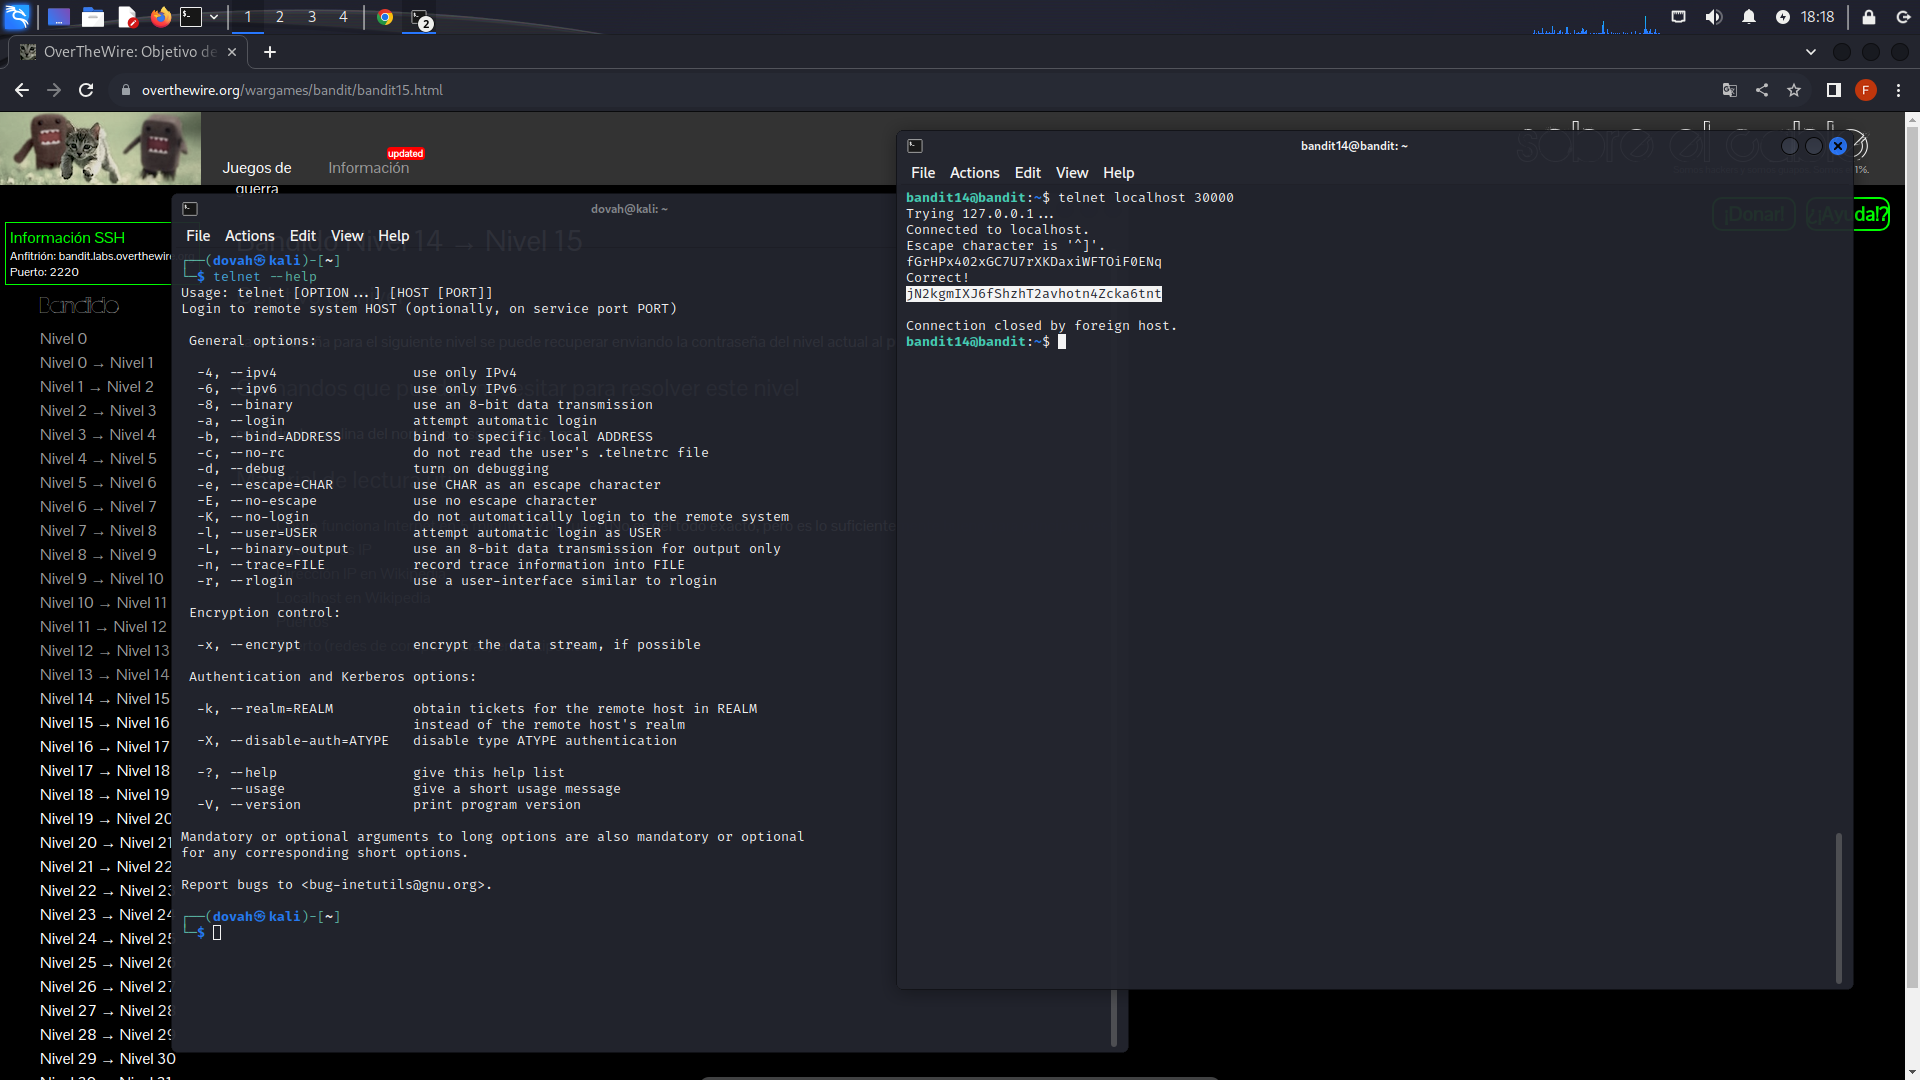 1 2 3 4
2
18:18
OverTheWire: Objetivo de
overthewire.org/wargames/bandit/bandit15.html
F
Juegos de
guerra
Información
updated
¡Donar!
¿¡Ayuda!?
Información SSH
Anfitrión: bandit.labs.overthewire
Puerto: 2220
Bandido
Nivel 0
Nivel 0 → Nivel 1
Nivel 1 → Nivel 2
Nivel 2 → Nivel 3
Nivel 3 → Nivel 4
Nivel 4 → Nivel 5
Nivel 5 → Nivel 6
Nivel 6 → Nivel 7
Nivel 7 → Nivel 8
Nivel 8 → Nivel 9
Nivel 9 → Nivel 10
Nivel 10 → Nivel 11
Nivel 11 → Nivel 12
Nivel 12 → Nivel 13
Nivel 13 → Nivel 14
Nivel 14 → Nivel 15
Nivel 15 → Nivel 16
Nivel 16 → Nivel 17
Nivel 17 → Nivel 18
Nivel 18 → Nivel 19
Nivel 19 → Nivel 20
Nivel 20 → Nivel 21
Nivel 21 → Nivel 22
Nivel 22 → Nivel 23
Nivel 23 → Nivel 24
Nivel 24 → Nivel 25
Nivel 25 → Nivel 26
Nivel 26 → Nivel 27
Nivel 27 → Nivel 28
Nivel 28 → Nivel 29
Nivel 29 → Nivel 30
Bandido Nivel 14 → Nivel 15
dovah@kali: ~
File Actions Edit View Help
┌──(dovah㉿kali)-[~]
└─$ telnet --help
Usage: telnet [OPTION...] [HOST [PORT]]
Login to remote system HOST (optionally, on service port PORT)
General options:
-4, --ipv4 use only IPv4
-6, --ipv6 use only IPv6
-8, --binary use an 8-bit data transmission
-a, --login attempt automatic login
-b, --bind=ADDRESS bind to specific local ADDRESS
-c, --no-rc do not read the user's .telnetrc file
-d, --debug turn on debugging
-e, --escape=CHAR use CHAR as an escape character
-E, --no-escape use no escape character
-K, --no-login do not automatically login to the remote system
-l, --user=USER attempt automatic login as USER
-L, --binary-output use an 8-bit data transmission for output only
-n, --trace=FILE record trace information into FILE
-r, --rlogin use a user-interface similar to rlogin
Encryption control:
-x, --encrypt encrypt the data stream, if possible
Authentication and Kerberos options:
-k, --realm=REALM obtain tickets for the remote host in REALM
instead of the remote host's realm
-X, --disable-auth=ATYPE disable type ATYPE authentication
-?, --help give this help list
--usage give a short usage message
-V, --version print program version
Mandatory or optional arguments to long options are also mandatory or optional
for any corresponding short options.
Report bugs to <bug-inetutils@gnu.org>.
┌──(dovah㉿kali)-[~]
└─$
bandit14@bandit: ~
File Actions Edit View Help
bandit14@bandit:~$ telnet localhost 30000
Trying 127.0.0.1...
Connected to localhost.
Escape character is '^]'.
fGrHPx402xGC7U7rXKDaxiWFTOiF0ENq
Correct!
jN2kgmIXJ6fShzhT2avhotn4Zcka6tnt
Connection closed by foreign host.
bandit14@bandit:~$